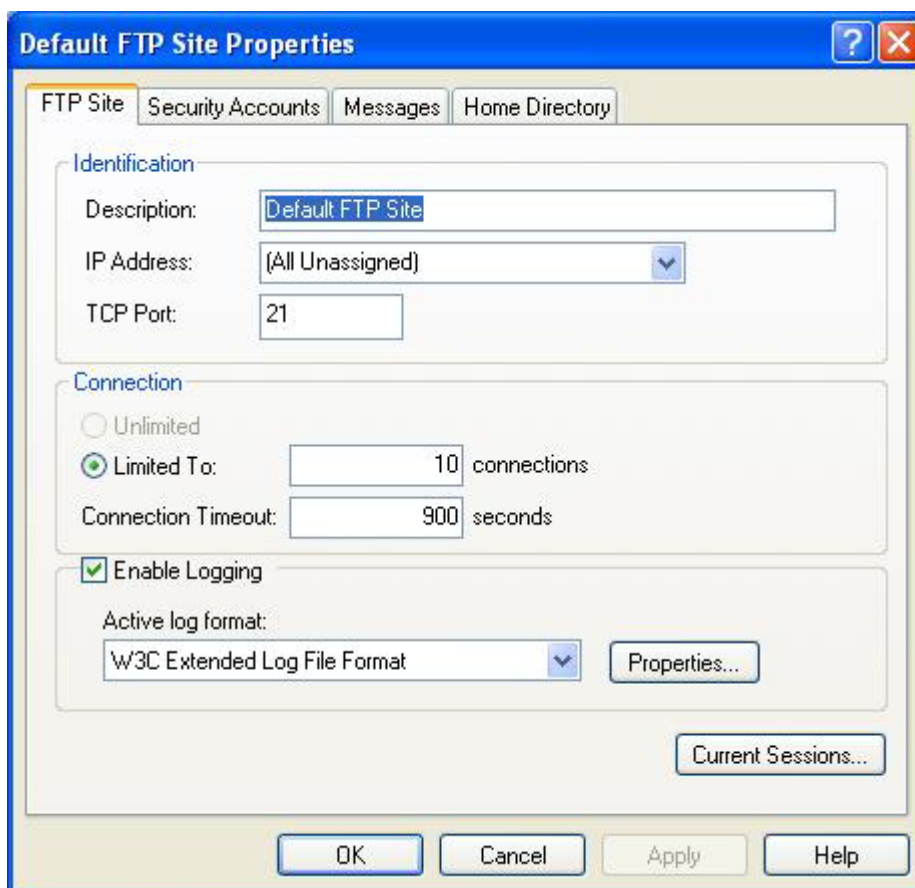 Default FTP Site Properties
FTP Site Security Accounts Messages Home Directory
Identification
Description: Default FTP Site
IP Address: (All Unassigned)
TCP Port: 21
Connection
Unlimited
Limited To: 10 connections
Connection Timeout: 900 seconds
Enable Logging
Active log format:
W3C Extended Log File Format Properties...
Current Sessions...
OK Cancel Apply Help